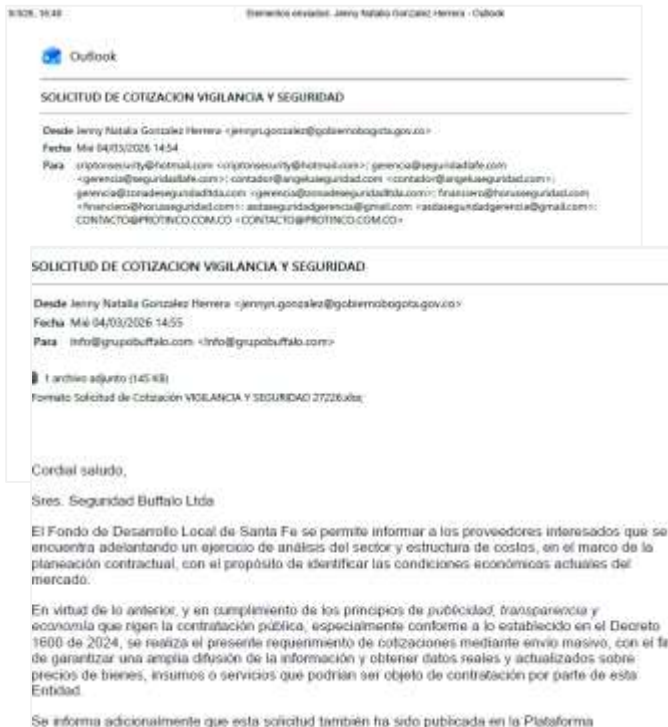 Elementos enviados: Jenny Natalia Gonzalez Herrera - Outlook
Outlook
SOLICITUD DE COTIZACION VIGILANCIA Y SEGURIDAD
Desde Jenny Natalia Gonzalez Herrera <jennyn.gonzalez@gobiernobogota.gov.co>
Fecha Mié 04/03/2026 14:54
Para criptonsecurity@hotmail.com <criptonsecurity@hotmail.com>; gerencia@seguridadlafe.com
<gerencia@seguridadlafe.com>; contador@angeluseguridad.com <contador@angeluseguridad.com>;
gerencia@zonadeseguridadltda.com <gerencia@zonadeseguridadltda.com>; financiero@horusseguridad.com
<financiero@horusseguridad.com>; asdaseguridadgerencia@gmail.com <asdaseguridadgerencia@gmail.com>;
CONTACTO@PROTINCO.COM.CO <CONTACTO@PROTINCO.COM.CO>
SOLICITUD DE COTIZACION VIGILANCIA Y SEGURIDAD
Desde Jenny Natalia Gonzalez Herrera <jennyn.gonzalez@gobiernobogota.gov.co>
Fecha Mié 04/03/2026 14:55
Para info@grupobuffalo.com <info@grupobuffalo.com>
1 archivo adjunto (145 KB)
Formato Solicitud de Cotización VIGILANCIA Y SEGURIDAD 27226.xlsx;
Cordial saludo,
Sres. Seguridad Buffalo Ltda
El Fondo de Desarrollo Local de Santa Fe se permite informar a los proveedores interesados que se
encuentra adelantando un ejercicio de análisis del sector y estructura de costos, en el marco de la
planeación contractual, con el propósito de identificar las condiciones económicas actuales del
mercado.
En virtud de lo anterior, y en cumplimiento de los principios de publicidad, transparencia y
economía que rigen la contratación pública, especialmente conforme a lo establecido en el Decreto
1600 de 2024, se realiza el presente requerimiento de cotizaciones mediante envío masivo, con el fi
de garantizar una amplia difusión de la información y obtener datos reales y actualizados sobre
precios de bienes, insumos o servicios que podrían ser objeto de contratación por parte de esta
Entidad.
Se informa adicionalmente que esta solicitud también ha sido publicada en la Plataforma